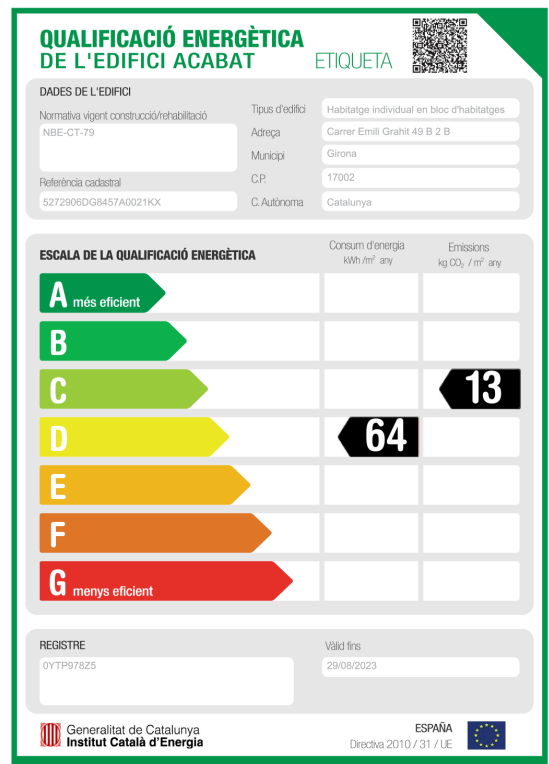 QUALIFICACIÓ ENERGÈTICA
DE L'EDIFICI ACABAT
ETIQUETA
DADES DE L'EDIFICI
Normativa vigent construcció/rehabilitació
NBE-CT-79
Referència cadastral
5272906DG8457A0021KX
Tipus d'edifici
Habitatge individual en bloc d'habitatges
Adreça
Carrer Emili Grahit 49 B 2 B
Municipi
Girona
C.P.
17002
C. Autònoma
Catalunya
ESCALA DE LA QUALIFICACIÓ ENERGÈTICA
Consum d'energia
kWh /m² any
Emissions
kg CO₂ / m² any
A més eficient
B
C
13
D
64
E
F
G menys eficient
REGISTRE
0YTP978Z5
Vàlid fins
29/08/2023
Generalitat de Catalunya
Institut Català d'Energia
ESPAÑA
Directiva 2010 / 31 / UE